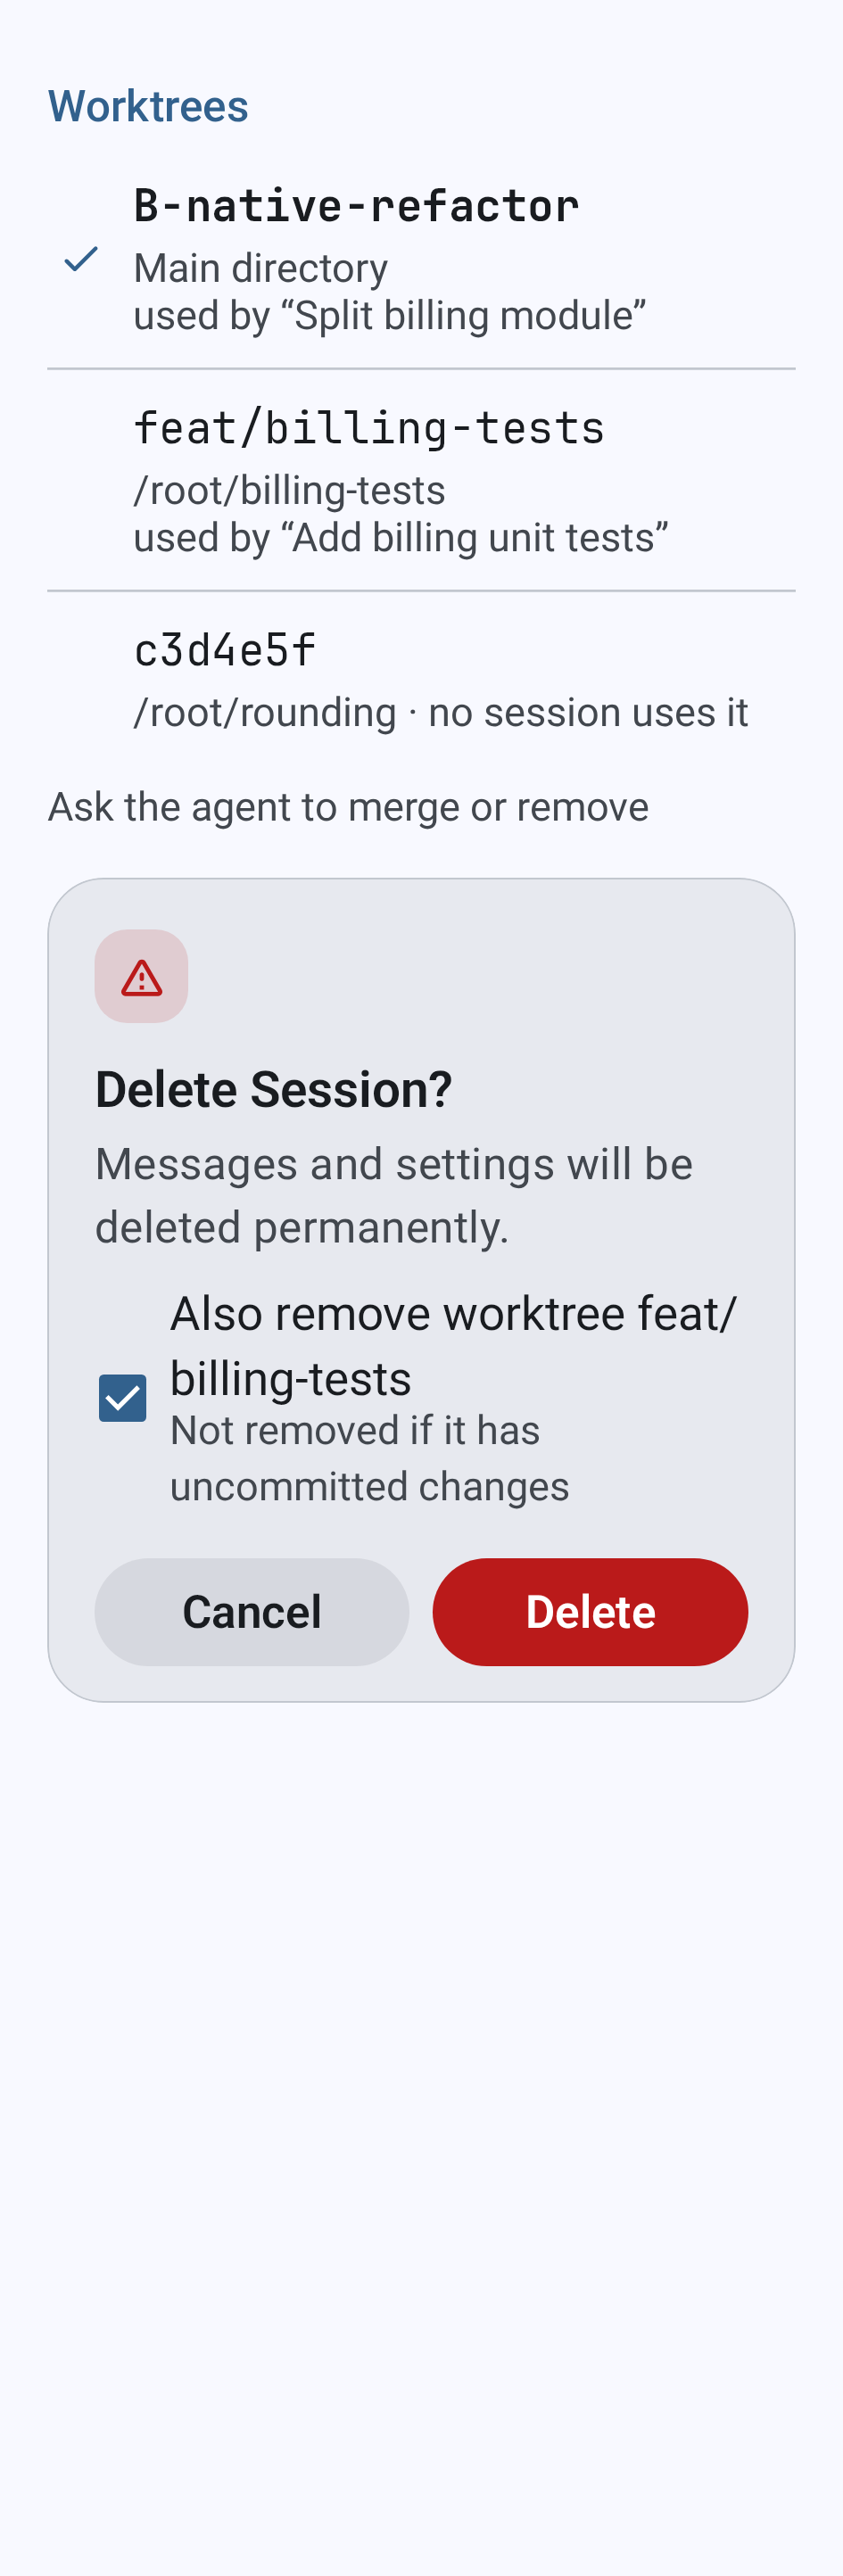 Worktrees
B-native-refactor
Main directory
used by “Split billing module”
feat/billing-tests
/root/billing-tests
used by “Add billing unit tests”
c3d4e5f
/root/rounding · no session uses it
Ask the agent to merge or remove
Delete Session?
Messages and settings will be
deleted permanently.
Also remove worktree feat/
billing-tests
Not removed if it has
uncommitted changes
Cancel
Delete